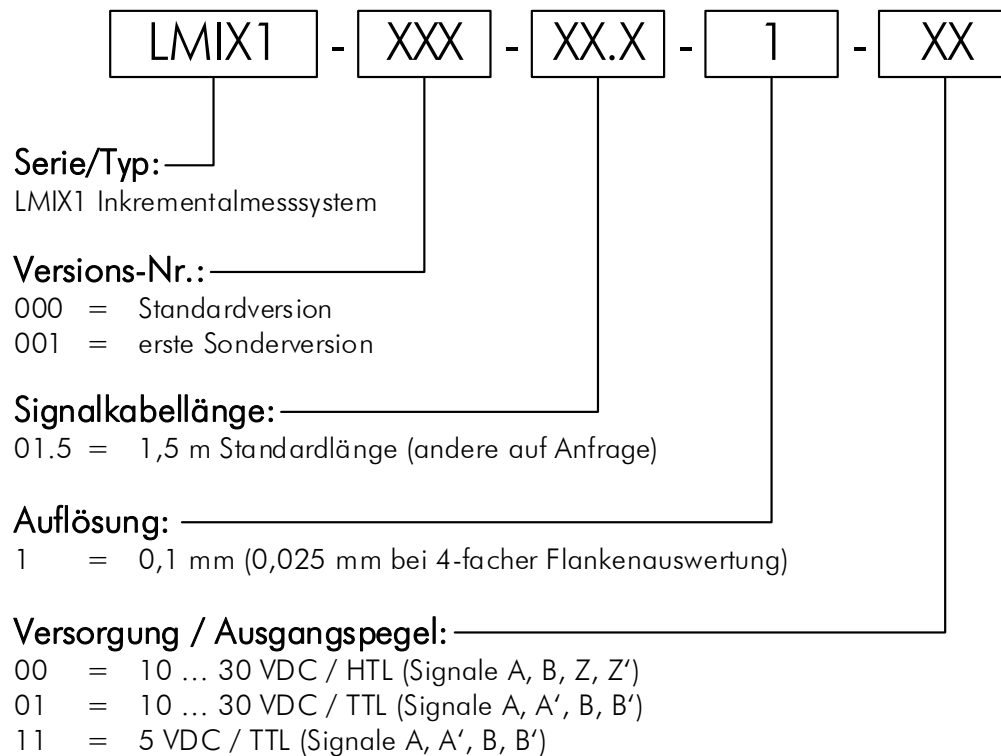 LMIX1 - XXX - XX.X - 1 - XX
Serie/Typ:
LMIX1 Inkrementalmesssystem
Versions-Nr.:
000 = Standardversion
001 = erste Sonderversion
Signalkabellänge:
01.5 = 1,5 m Standardlänge (andere auf Anfrage)
Auflösung:
1 = 0,1 mm (0,025 mm bei 4-facher Flankenauswertung)
Versorgung / Ausgangspegel:
00 = 10 ... 30 VDC / HTL (Signale A, B, Z, Z‘)
01 = 10 ... 30 VDC / TTL (Signale A, A‘, B, B‘)
11 = 5 VDC / TTL (Signale A, A‘, B, B‘)